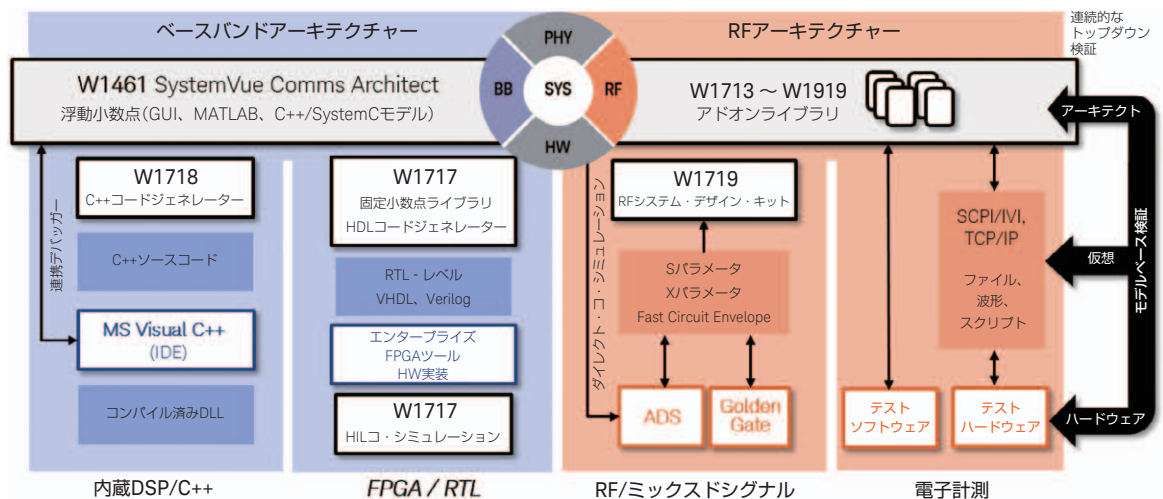 ベースバンドアーキテクチャー
RFアーキテクチャー
連続的な
トップダウン
検証
PHY
BB
SYS
RF
HW
W1461 SystemVue Comms Architect
浮動小数点(GUI、MATLAB、C++/SystemCモデル)
W1713 ~ W1919
アドオンライブラリ
アーキテクト
連携デバッガー
W1718
C++コードジェネレーター
C++ソースコード
MS Visual C++
(IDE)
コンパイル済みDLL
W1717
固定小数点ライブラリ
HDLコードジェネレーター
RTL - レベル
VHDL、Verilog
エンタープライズ
FPGAツール
HW実装
W1717
HILコ・シミュレーション
ダイレクト・コ・シミュレーション
W1719
RFシステム・デザイン・キット
Sパラメータ
Xパラメータ
Fast Circuit Envelope
ADS
Golden
Gate
SCPI/IVI,
TCP/IP
ファイル、
波形、
スクリプト
テスト
ソフトウェア
テスト
ハードウェア
仮想
モデルベース検証
ハードウェア
内蔵DSP/C++
FPGA / RTL
RF/ミックスドシグナル
電子計測